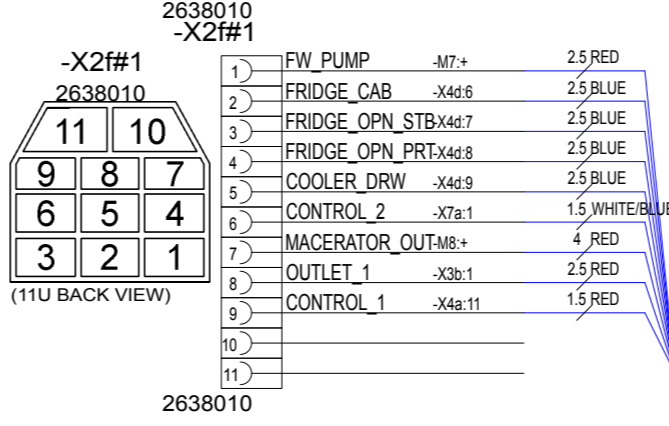 2638010
-X2f#1
-X2f#1
2638010
11 10
9 8 7
6 5 4
3 2 1
(11U BACK VIEW)
1 FW_PUMP -M7:+ 2.5 RED
2 FRIDGE_CAB -X4d:6 2.5 BLUE
3 FRIDGE_OPN_STB -X4d:7 2.5 BLUE
4 FRIDGE_OPN_PRT -X4d:8 2.5 BLUE
5 COOLER_DRW -X4d:9 2.5 BLUE
6 CONTROL_2 -X7a:1 1.5 WHITE/BLUE
7 MACERATOR_OUT -M8:+ 4 RED
8 OUTLET_1 -X3b:1 2.5 RED
9 CONTROL_1 -X4a:11 1.5 RED
10
11
2638010